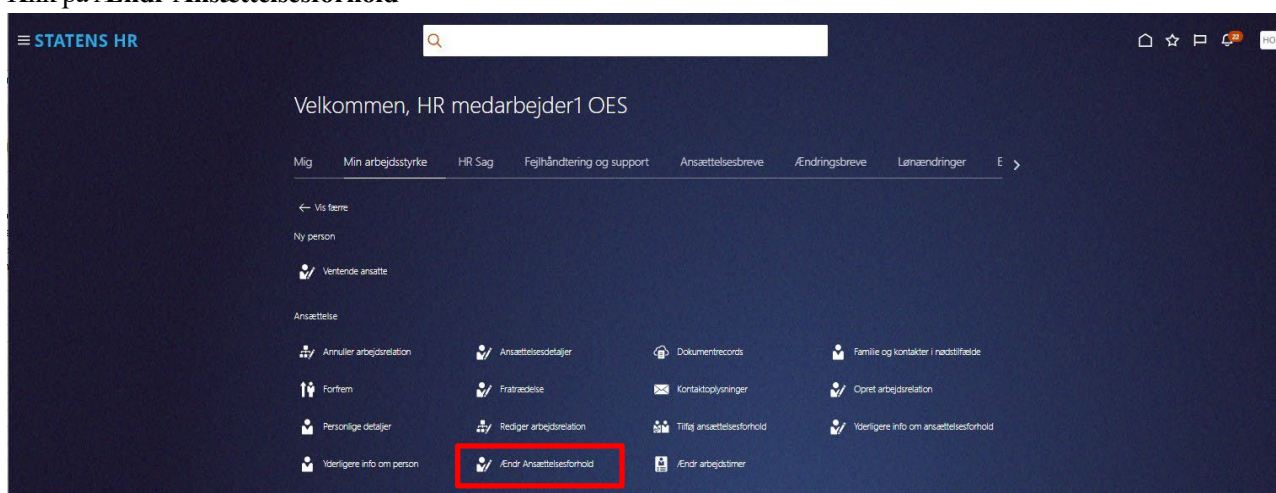 STATENS HR
22
HO
Velkommen, HR medarbejder1 OES
Mig Min arbejdsstyrke HR Sag Fejlhåndtering og support Ansættelsesbreve Ændringsbreve Lønændringer E
Vis færre
Ny person
Ventende ansatte
Ansættelse
Annuller arbejdsrelation Ansættelsesdetaljer Dokumentrecords Familie og kontakter i nødstilfælde
Forfrem Fratrædelse Kontaktoplysninger Opret arbejdsrelation
Personlige detaljer Rediger arbejdsrelation Tilføj ansættelsesforhold Yderligere info om ansættelsesforhold
Yderligere info om person Ændr Ansættelsesforhold Ændr arbejdstimer